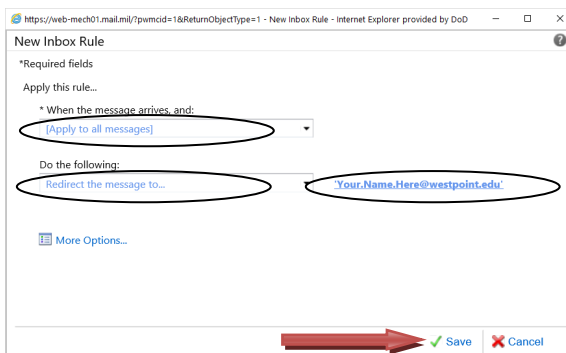 https://web-mech01.mail.mil/?pwmcid=1&ReturnObjectType=1 - New Inbox Rule - Internet Explorer provided by DoD
New Inbox Rule
*Required fields
Apply this rule...
* When the message arrives, and:
[Apply to all messages]
Do the following:
Redirect the message to...
'Your.Name.Here@westpoint.edu'
More Options...
Save
Cancel